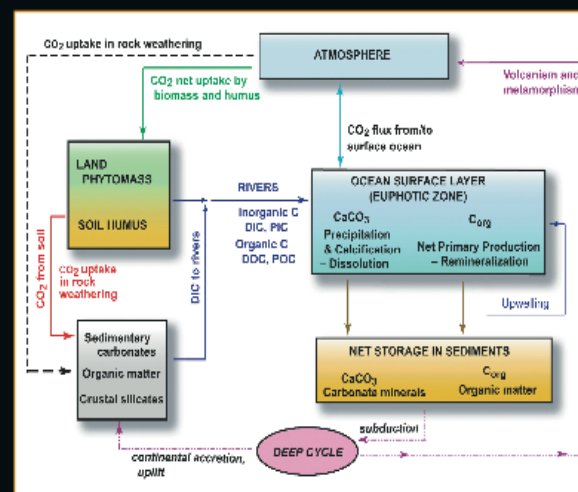 CO2 uptake in rock weathering
ATMOSPHERE
CO2 net uptake by
biomass and humus
Volcanism and
metamorphism
CO2 flux from/to
surface ocean
LAND
PHYTOMASS
SOIL HUMUS
RIVERS
Inorganic C
DIC, PIC
Organic C
DOC, POC
OCEAN SURFACE LAYER
(EUPHOTIC ZONE)
CaCO3
Precipitation
& Calcification
– Dissolution
Corg
Net Primary Production
– Remineralization
CO2 from soil
CO2 uptake
in rock
weathering
DIC to rivers
Upwelling
Sedimentary
carbonates
Organic matter
Crustal silicates
NET STORAGE IN SEDIMENTS
CaCO3
Carbonate minerals
Corg
Organic matter
subduction
DEEP CYCLE
continental accretion,
uplift